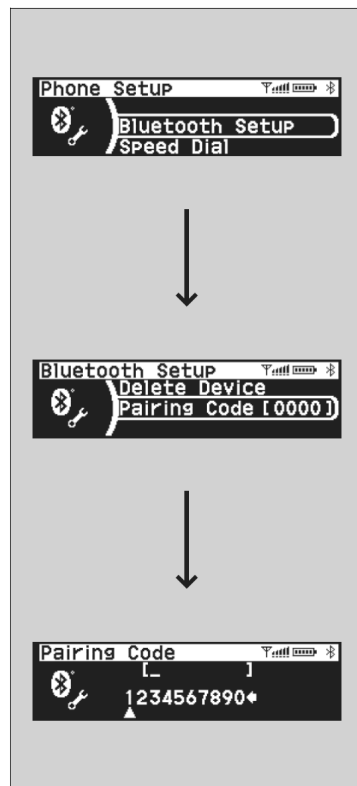 Phone Setup
Bluetooth Setup
Speed Dial
Bluetooth Setup
Delete Device
Pairing Code [0000]
Pairing Code
[_ ]
1234567890